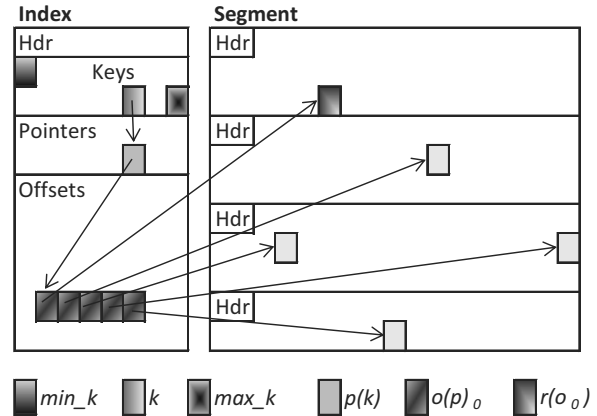 Index Segment
Hdr Hdr
Keys
Pointers Hdr
Offsets
Hdr
Hdr
min_k k max_k p(k) o(p)₀ r(o₀)